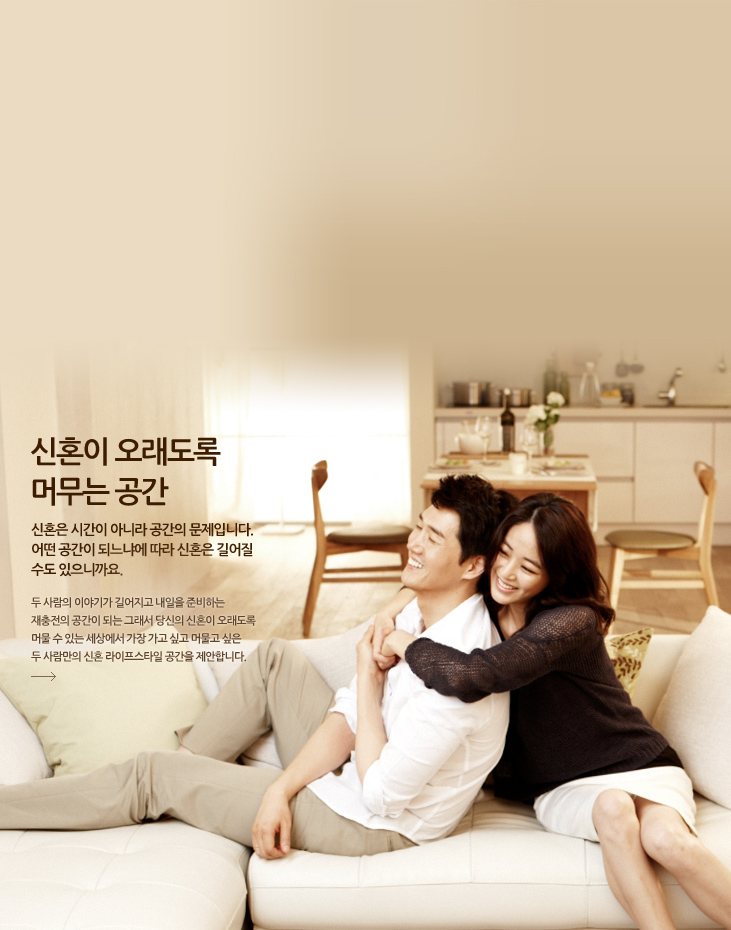 신혼이 오래도록
머무는 공간
신혼은 시간이 아니라 공간의 문제입니다.
어떤 공간이 되느냐에 따라 신혼은 길어질
수도 있으니까요.
두 사람의 이야기가 길어지고 내일을 준비하는
재충전의 공간이 되는 그래서 당신의 신혼이 오래도록
머물 수 있는 세상에서 가장 가고 싶고 머물고 싶은
두 사람만의 신혼 라이프스타일 공간을 제안합니다.